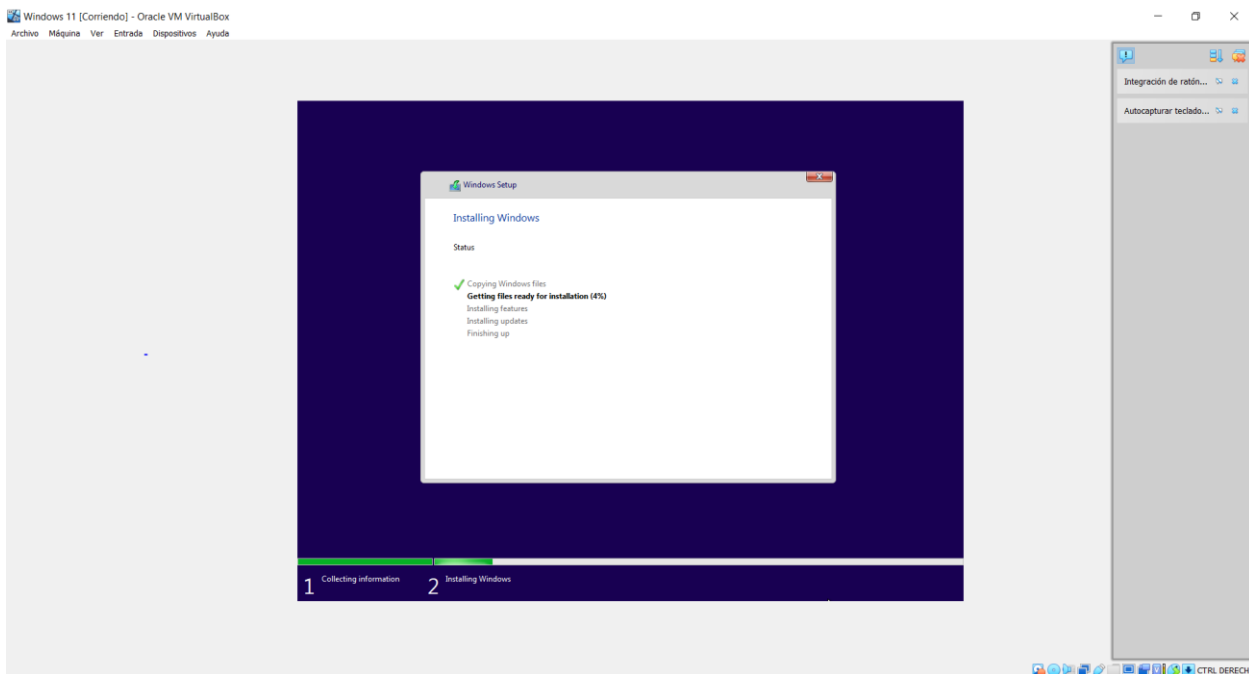 Windows 11 [Corriendo] - Oracle VM VirtualBox
Archivo Máquina Ver Entrada Dispositivos Ayuda
Integración de ratón...
Autocapturar teclado...
Windows Setup
Installing Windows
Status
Copying Windows files
Getting files ready for installation (4%)
Installing features
Installing updates
Finishing up
1 Collecting information 2 Installing Windows
CTRL DERECH